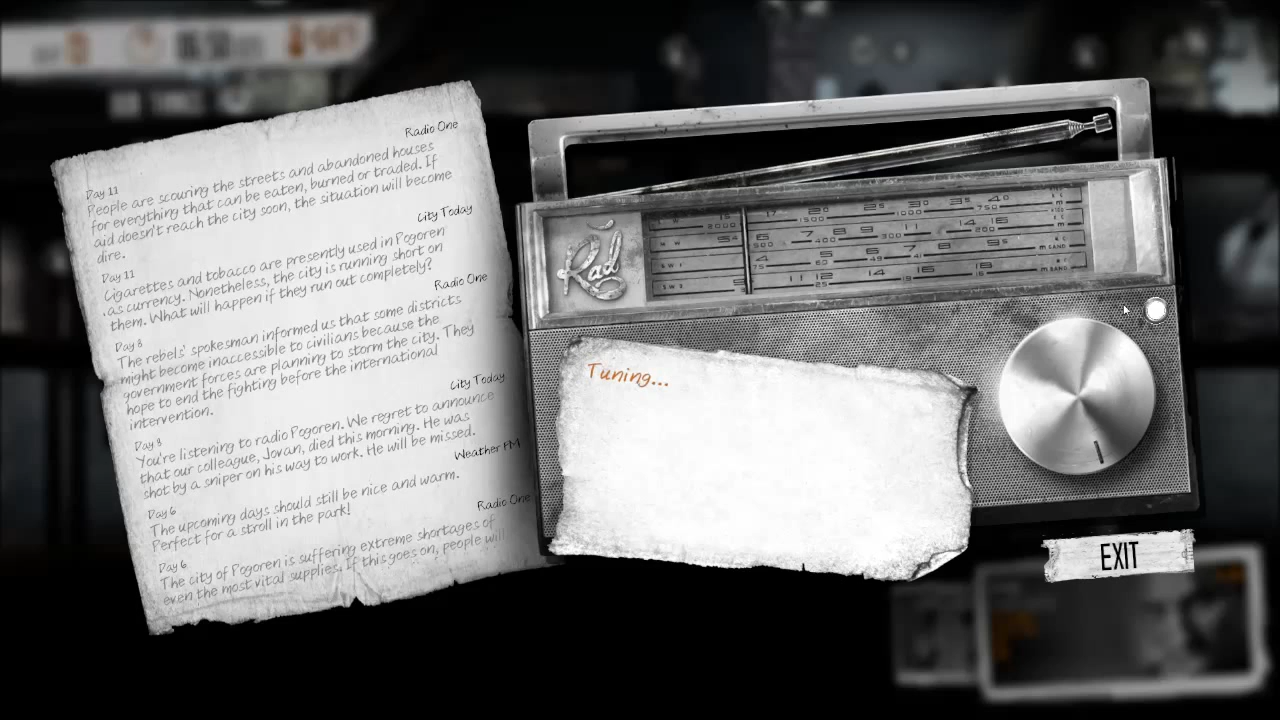 Radio One
Day 11
People are scouring the streets and abandoned houses
for everything that can be eaten, burned or traded. If
aid doesn't reach the city soon, the situation will become
dire.
City Today
Day 11
Cigarettes and tobacco are presently used in Pogoren
as currency. Nonetheless, the city is running short on
them. What will happen if they run out completely?
Radio One
Day 8
The rebels' spokesman informed us that some districts
might become inaccessible to civilians because the
government forces are planning to storm the city. They
hope to end the fighting before the international
intervention.
City Today
Day 8
You're listening to radio Pogoren. We regret to announce
that our colleague, Jovan, died this morning. He was
shot by a sniper on his way to work. He will be missed.
Weather FM
Day 6
The upcoming days should still be nice and warm.
Perfect for a stroll in the park!
Radio One
Day 6
The city of Pogoren is suffering extreme shortages of
even the most vital supplies. If this goes on, people will
Rad
Tuning...
EXIT